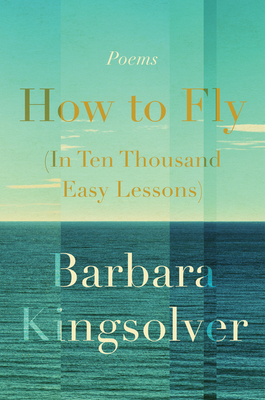 Poems
How to Fly
(In Ten Thousand
Easy Lessons)
Barbara
Kingsolver